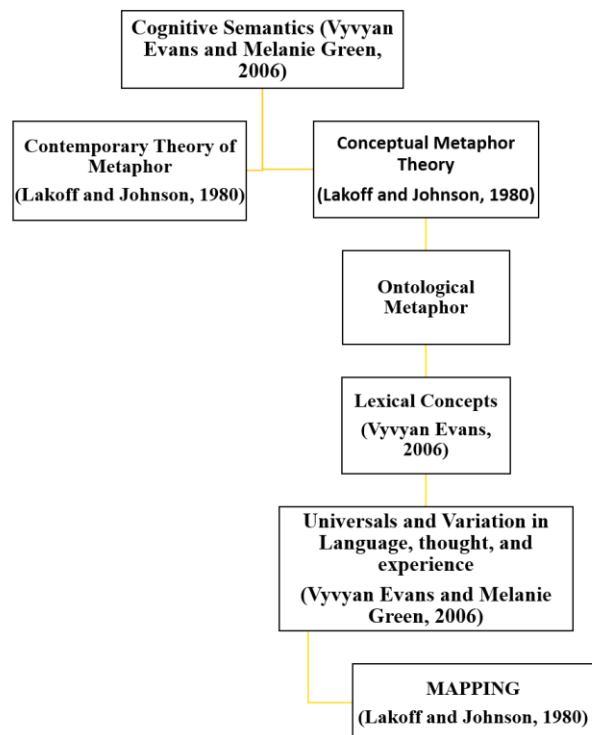 Cognitive Semantics (Vyvyan
Evans and Melanie Green,
2006)
Contemporary Theory of
Metaphor
(Lakoff and Johnson, 1980)
Conceptual Metaphor
Theory
(Lakoff and Johnson, 1980)
Ontological
Metaphor
Lexical Concepts
(Vyvyan Evans,
2006)
Universals and Variation in
Language, thought, and
experience
(Vyvyan Evans and Melanie
Green, 2006)
MAPPING
(Lakoff and Johnson, 1980)